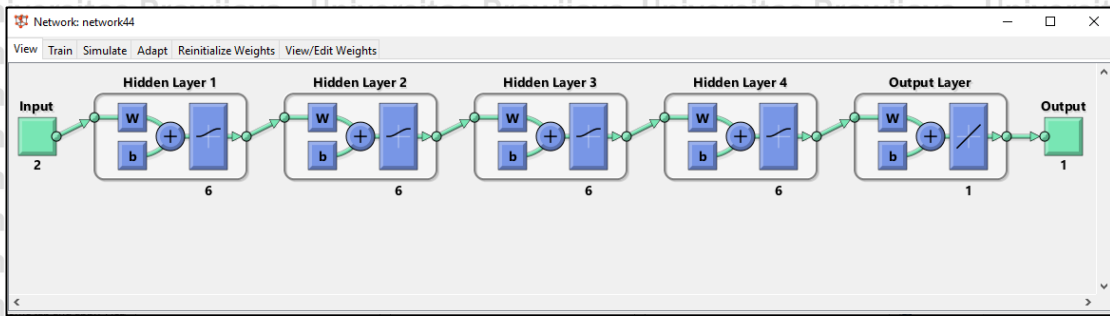 Network: network44
View Train Simulate Adapt Reinitialize Weights View/Edit Weights
Hidden Layer 1 Hidden Layer 2 Hidden Layer 3 Hidden Layer 4 Output Layer
Input Output
W W W W W
+ + + + +
b b b b b
2 1
6 6 6 6 1